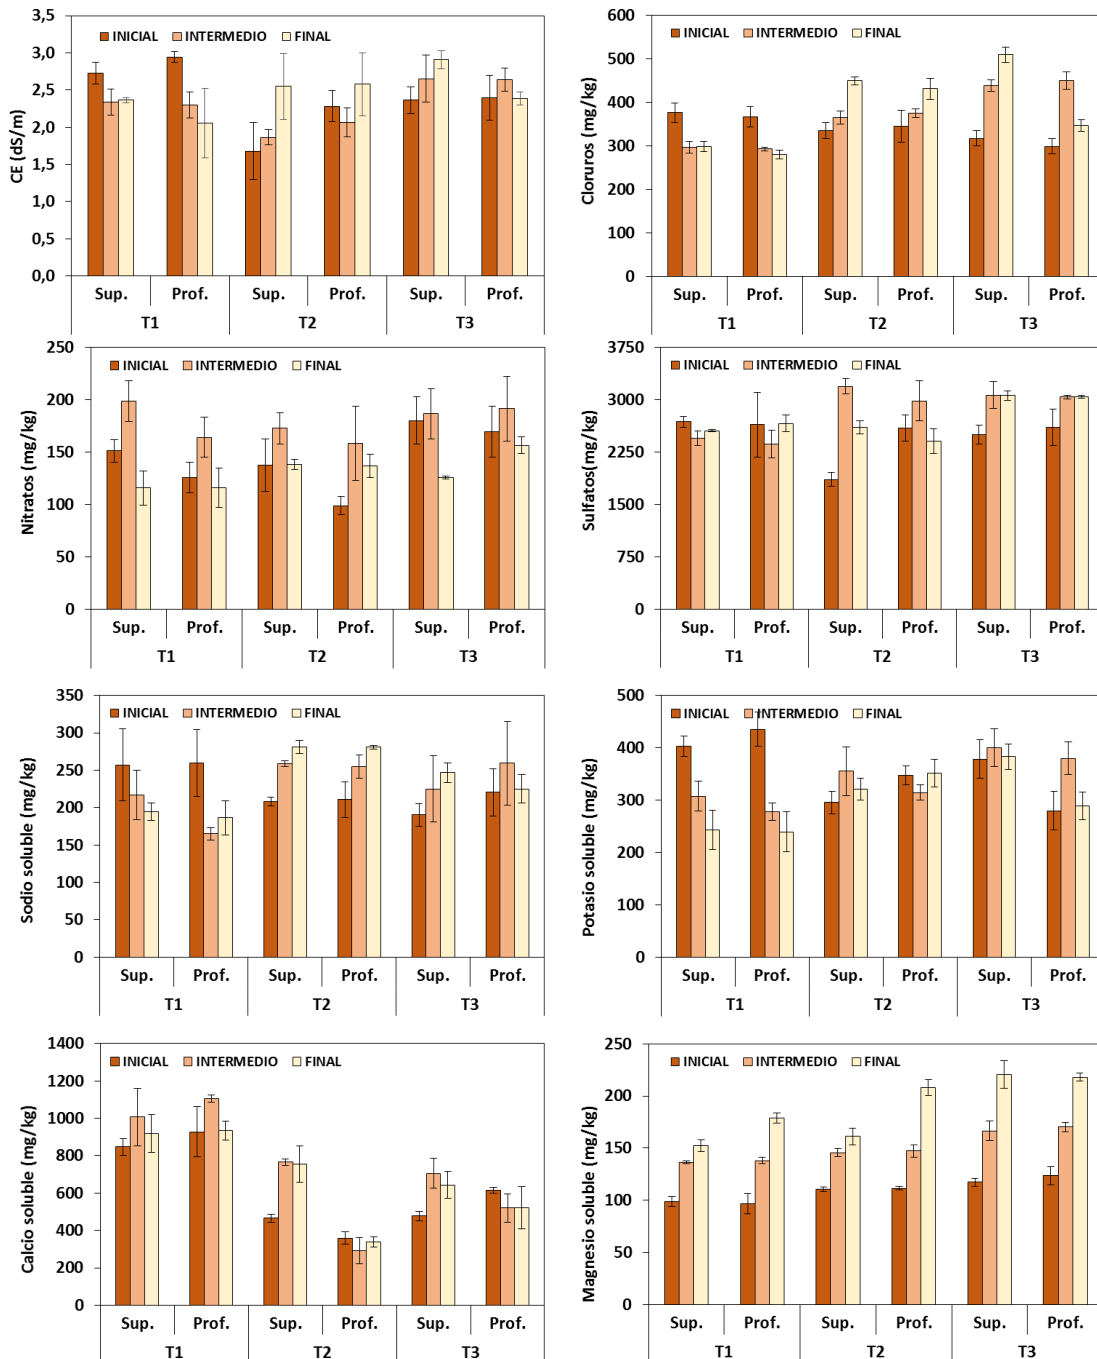 CE (dS/m)
3,5
3,0
2,5
2,0
1,5
1,0
0,5
0,0
INICIAL INTERMEDIO FINAL
Sup. Prof. Sup. Prof. Sup. Prof.
T1 T2 T3
Cloruros (mg/kg)
600
500
400
300
200
100
0
INICIAL INTERMEDIO FINAL
Sup. Prof. Sup. Prof. Sup. Prof.
T1 T2 T3
Nitratos (mg/kg)
250
200
150
100
50
0
INICIAL INTERMEDIO FINAL
Sup. Prof. Sup. Prof. Sup. Prof.
T1 T2 T3
Sulfatos(mg/kg)
3750
3000
2250
1500
750
0
INICIAL INTERMEDIO FINAL
Sup. Prof. Sup. Prof. Sup. Prof.
T1 T2 T3
Sodio soluble (mg/kg)
350
300
250
200
150
100
50
0
INICIAL INTERMEDIO FINAL
Sup. Prof. Sup. Prof. Sup. Prof.
T1 T2 T3
Potasio soluble (mg/kg)
500
400
300
200
100
0
INICIAL INTERMEDIO FINAL
Sup. Prof. Sup. Prof. Sup. Prof.
T1 T2 T3
Calcio soluble (mg/kg)
1400
1200
1000
800
600
400
200
0
INICIAL INTERMEDIO FINAL
Sup. Prof. Sup. Prof. Sup. Prof.
T1 T2 T3
Magnesio soluble (mg/kg)
250
200
150
100
50
0
INICIAL INTERMEDIO FINAL
Sup. Prof. Sup. Prof. Sup. Prof.
T1 T2 T3